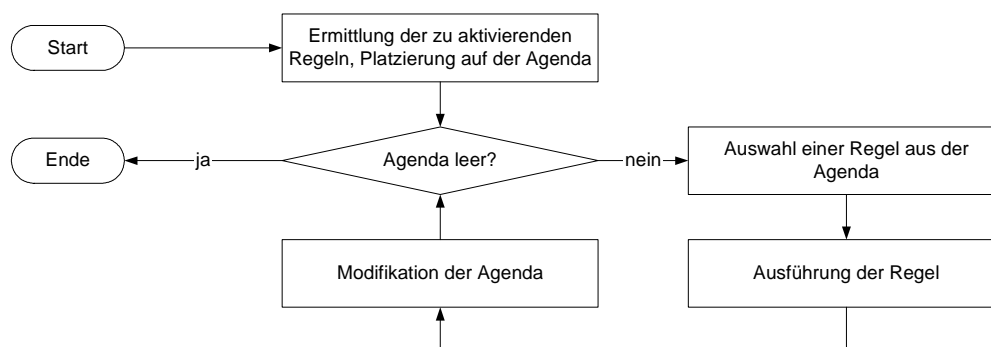 Start
Ermittlung der zu aktivierenden
Regeln, Platzierung auf der Agenda
Ende
ja
Agenda leer?
nein
Auswahl einer Regel aus der
Agenda
Modifikation der Agenda
Ausführung der Regel